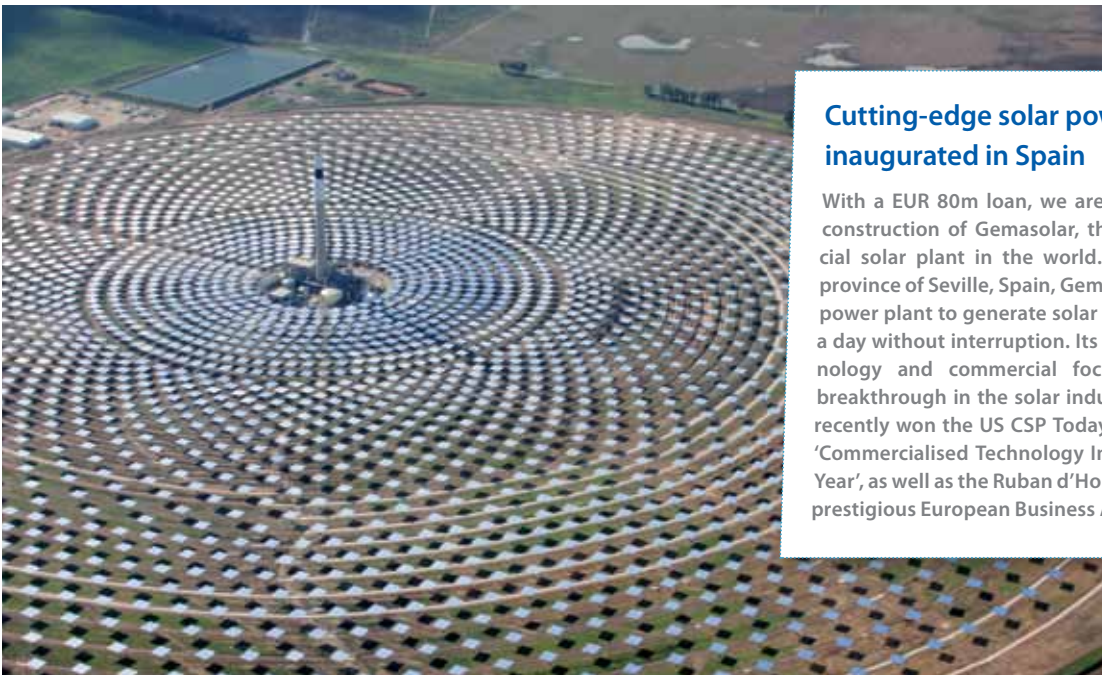 Cutting-edge solar pow
inaugurated in Spain
With a EUR 80m loan, we are
construction of Gemasolar, th
cial solar plant in the world.
province of Seville, Spain, Gem
power plant to generate solar
a day without interruption. Its
nology and commercial foc
breakthrough in the solar indu
recently won the US CSP Today
‘Commercialised Technology In
Year’, as well as the Ruban d’Ho
prestigious European Business A